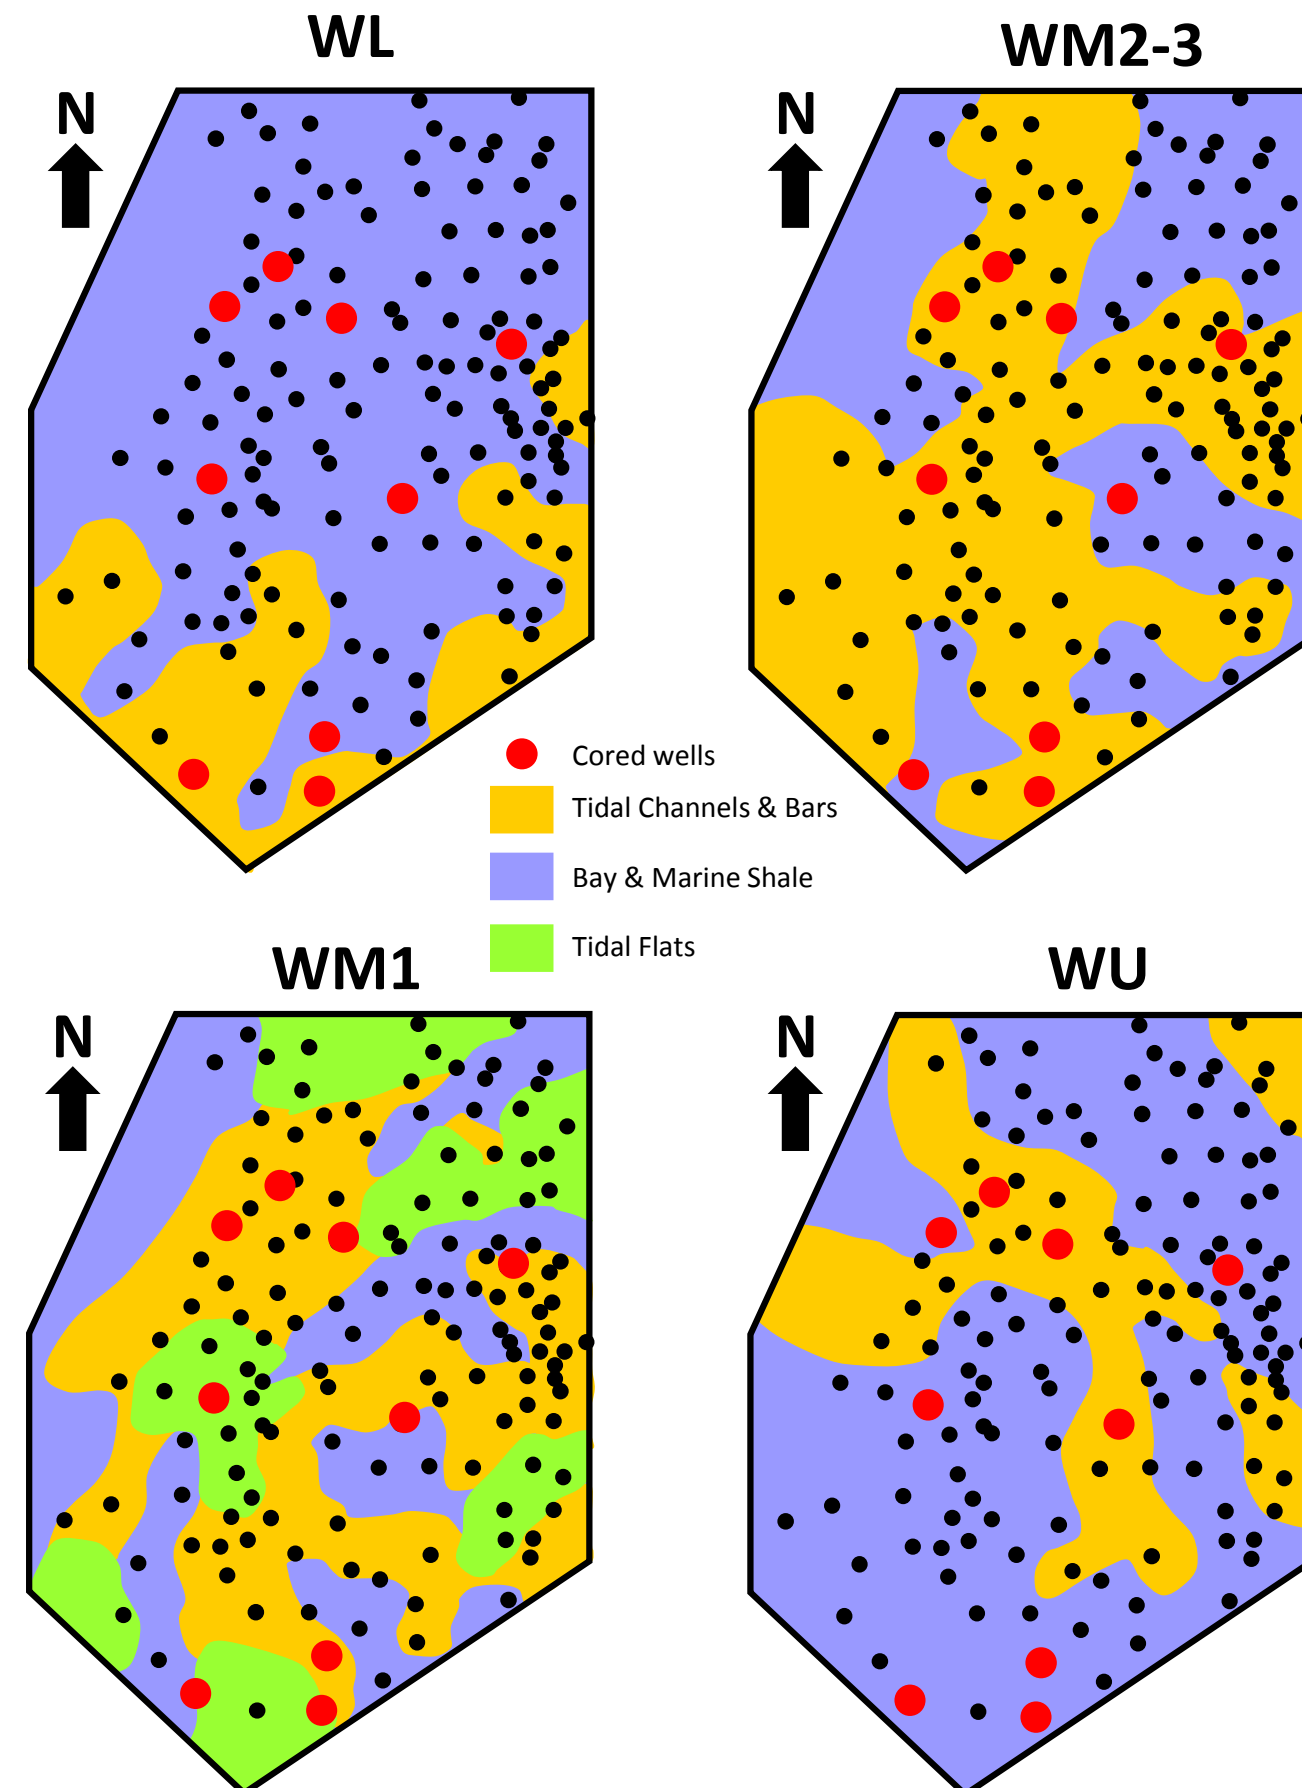 WL
WM2-3
N
N
Cored wells
Tidal Channels & Bars
Bay & Marine Shale
Tidal Flats
WM1
WU
N
N